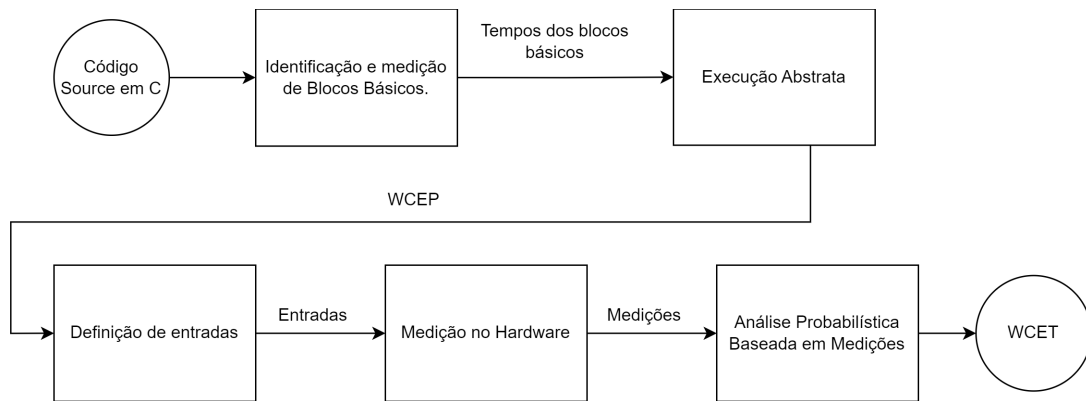 Código
Source em C
Identificação e medição
de Blocos Básicos.
Tempos dos blocos
básicos
Execução Abstrata
WCEP
Definição de entradas
Entradas
Medição no Hardware
Medições
Análise Probabilística
Baseada em Medições
WCET